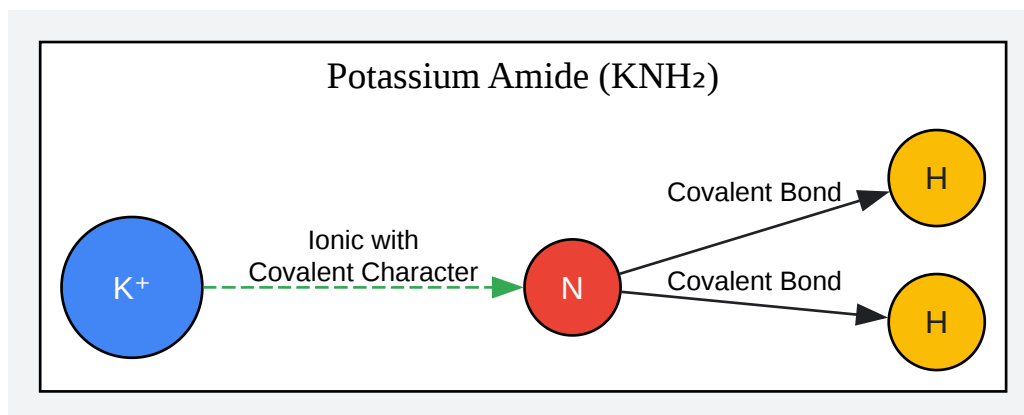 Potassium Amide (KNH₂)
K⁺
Ionic with
Covalent Character
N
Covalent Bond
H
Covalent Bond
H